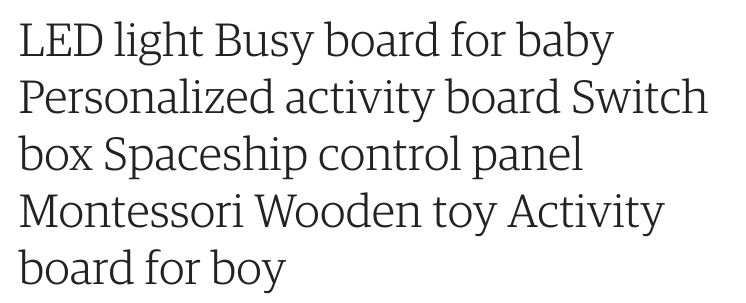 LED light Busy board for baby
Personalized activity board Switch
box Spaceship control panel
Montessori Wooden toy Activity
board for boy